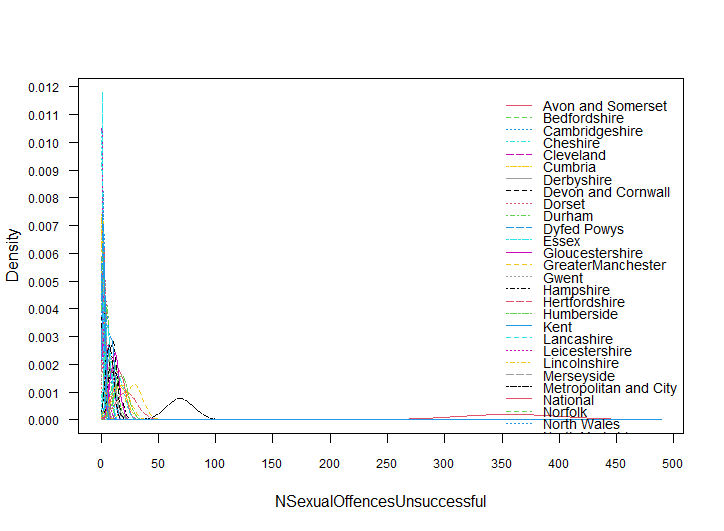 0.012
0.011
0.010
0.009
0.008
0.007
0.006
0.005
0.004
0.003
0.002
0.001
0.000
Density
Avon and Somerset
Bedfordshire
Cambridgeshire
Cheshire
Cleveland
Cumbria
Derbyshire
Devon and Cornwall
Dorset
Durham
Dyfed Powys
Essex
Gloucestershire
GreaterManchester
Gwent
Hampshire
Hertfordshire
Humberside
Kent
Lancashire
Leicestershire
Lincolnshire
Merseyside
Metropolitan and City
National
Norfolk
North Wales
0 50 100 150 200 250 300 350 400 450 500
NSexualOffencesUnsuccessful